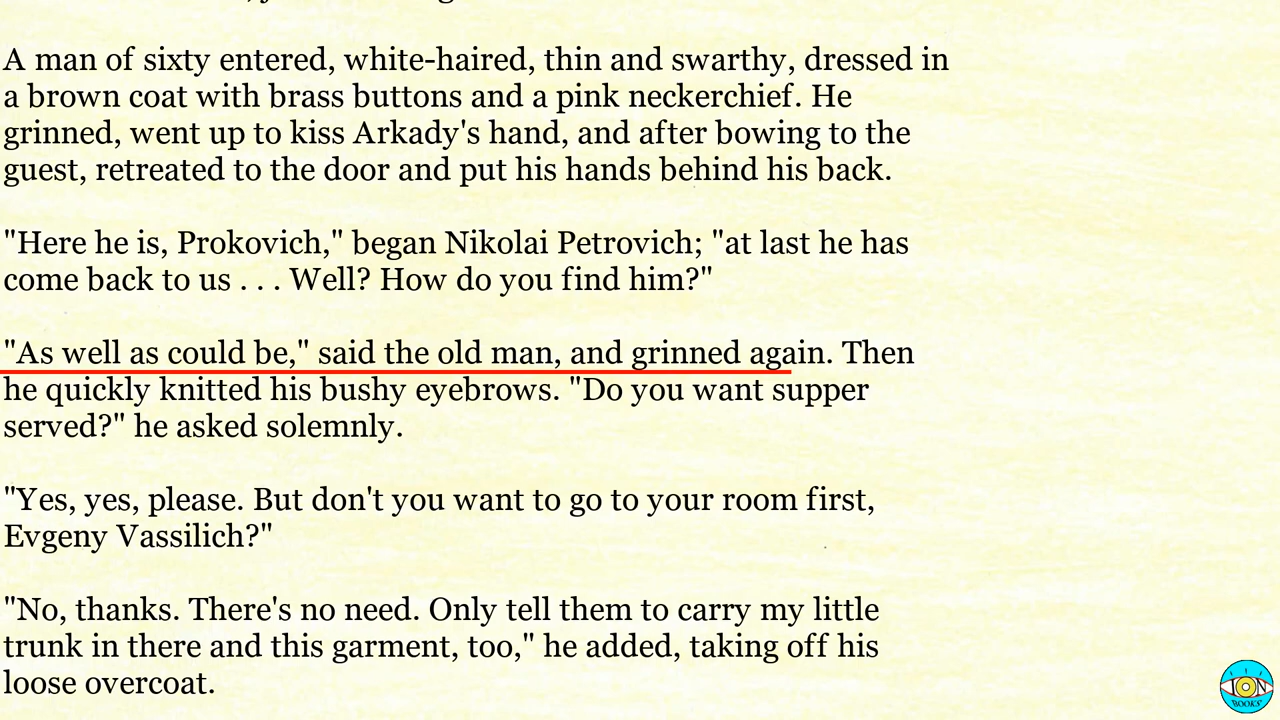 A man of sixty entered, white-haired, thin and swarthy, dressed in
a brown coat with brass buttons and a pink neckerchief. He
grinned, went up to kiss Arkady's hand, and after bowing to the
guest, retreated to the door and put his hands behind his back.
"Here he is, Prokovich," began Nikolai Petrovich; "at last he has
come back to us . . . Well? How do you find him?"
"As well as could be," said the old man, and grinned again. Then
he quickly knitted his bushy eyebrows. "Do you want supper
served?" he asked solemnly.
"Yes, yes, please. But don't you want to go to your room first,
Evgeny Vassilich?"
"No, thanks. There's no need. Only tell them to carry my little
trunk in there and this garment, too," he added, taking off his
loose overcoat.
ION
BOOKS